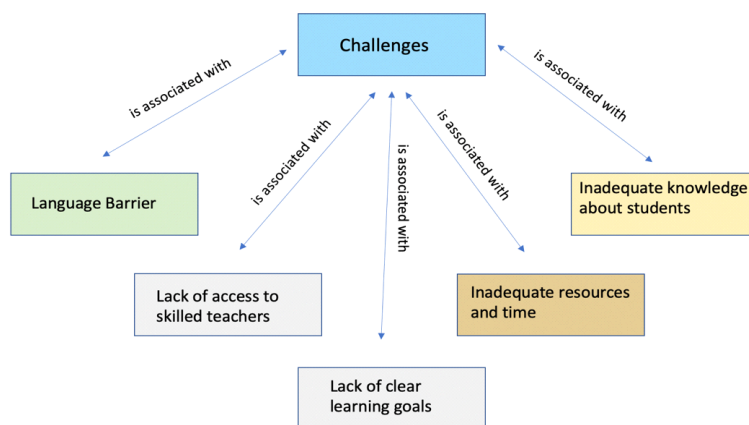 Challenges
is associated with
is associated with
is associated with
is associated with
is associated with
Language Barrier
Inadequate knowledge
about students
Lack of access to
skilled teachers
Inadequate resources
and time
Lack of clear
learning goals